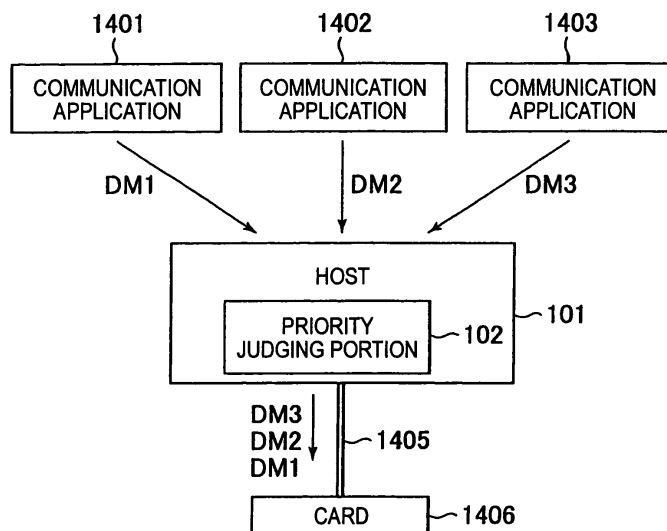 1401
1402
1403
COMMUNICATION
APPLICATION
COMMUNICATION
APPLICATION
COMMUNICATION
APPLICATION
DM1
DM2
DM3
HOST
PRIORITY
JUDGING PORTION
102
101
DM3
DM2
DM1
1405
CARD
1406